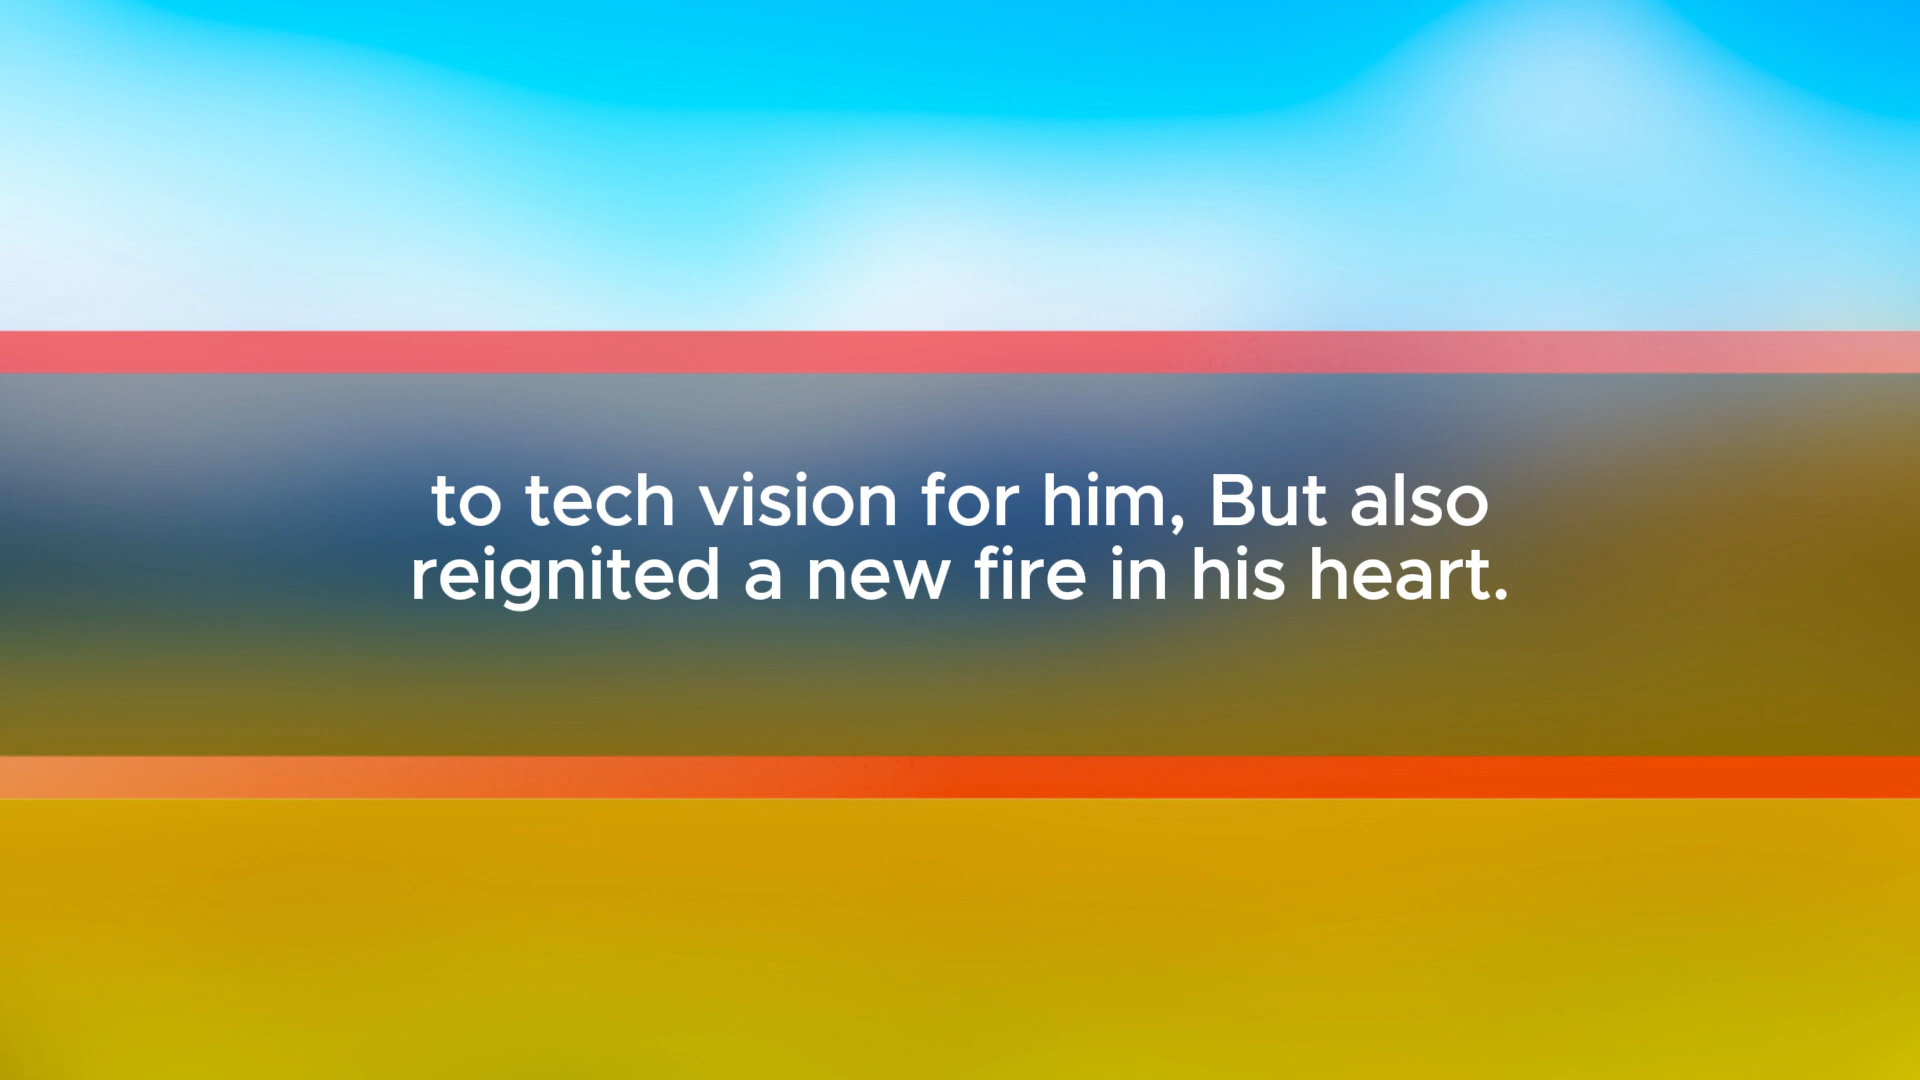 to tech vision for him, But also
reignited a new fire in his heart.